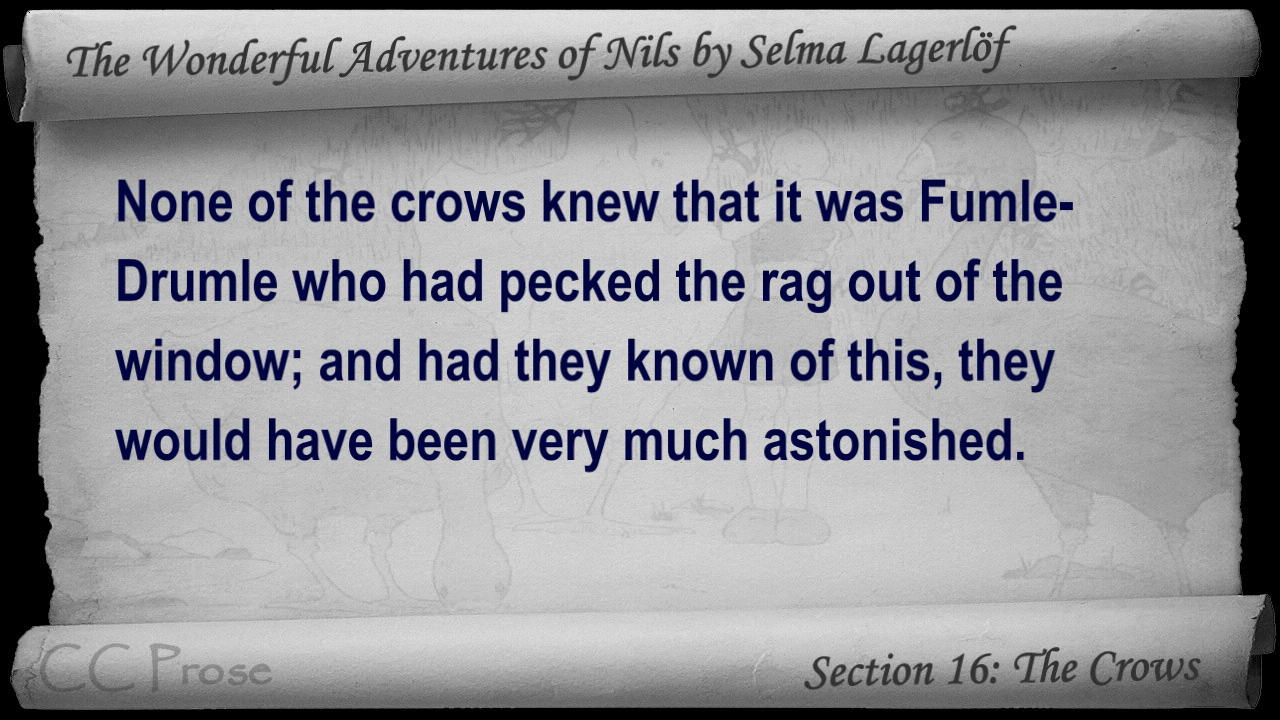 The Wonderful Adventures of Nils by Selma Lagerlöf
None of the crows knew that it was Fumle-
Drumle who had pecked the rag out of the
window; and had they known of this, they
would have been very much astonished.
CC Prose
Section 16: The Crows